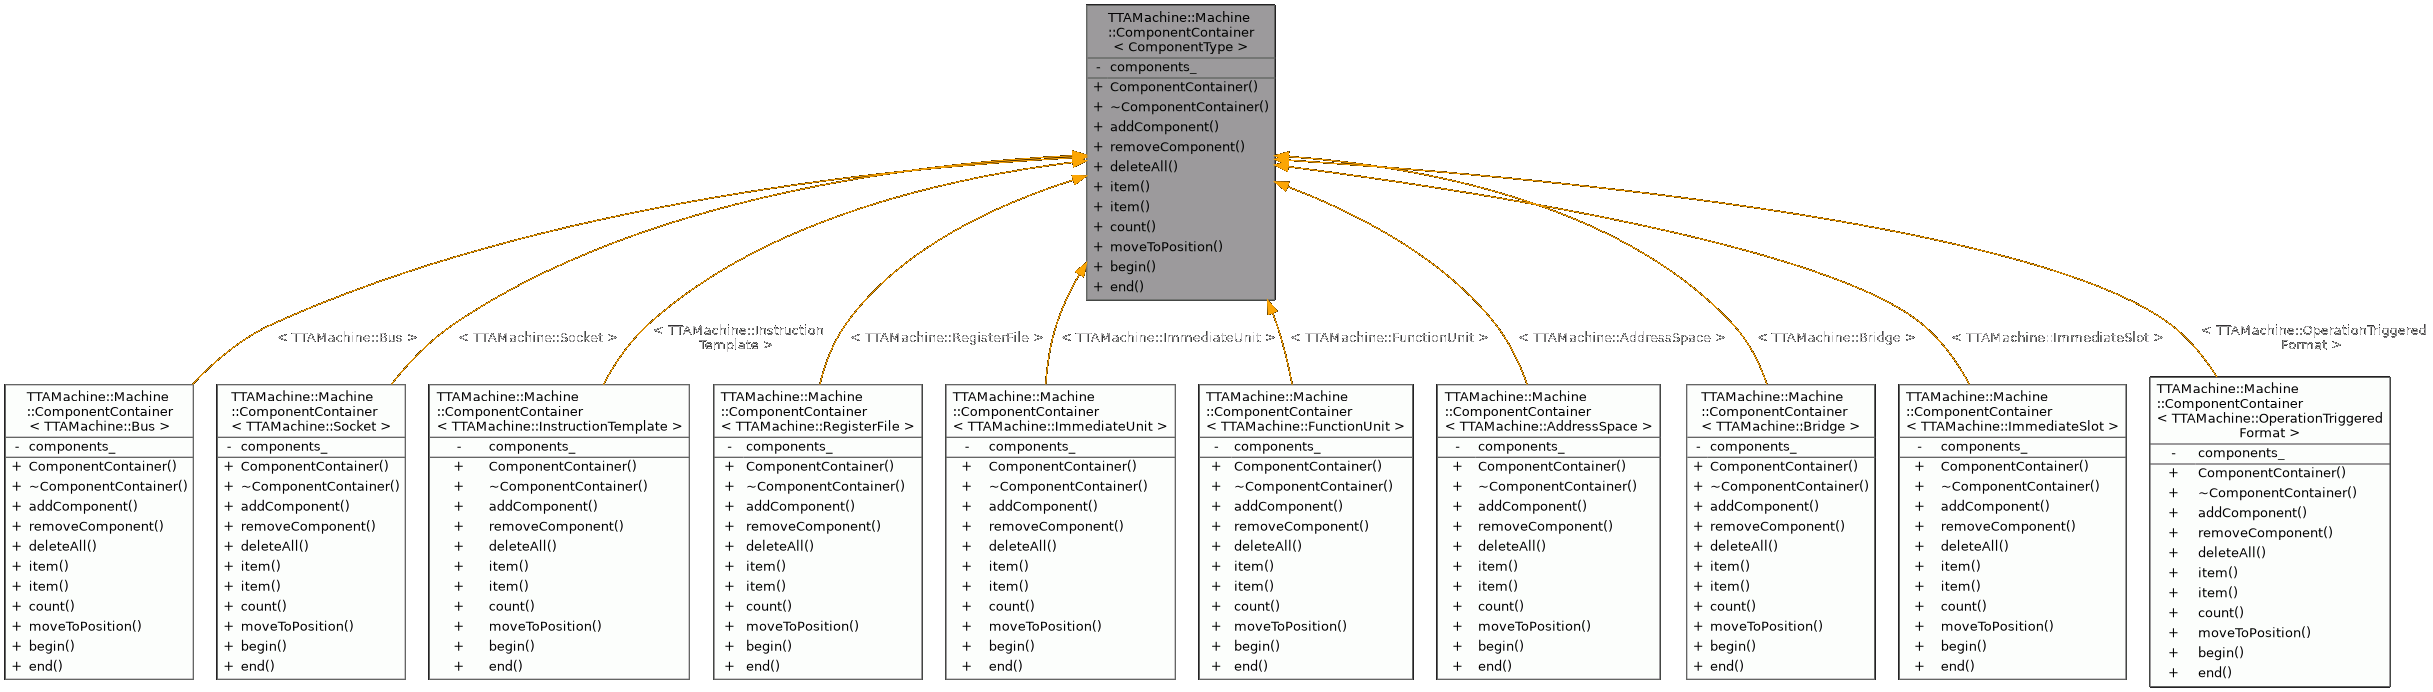 TTAMachine::Machine
::ComponentContainer
< ComponentType >
- components_
+ ComponentContainer()
+ ~ComponentContainer()
+ addComponent()
+ removeComponent()
+ deleteAll()
+ item()
+ item()
+ count()
+ moveToPosition()
+ begin()
+ end()
< TTAMachine::Bus >
< TTAMachine::Socket >
< TTAMachine::Instruction
Template >
< TTAMachine::RegisterFile >
< TTAMachine::ImmediateUnit >
< TTAMachine::FunctionUnit >
< TTAMachine::AddressSpace >
< TTAMachine::Bridge >
< TTAMachine::ImmediateSlot >
< TTAMachine::OperationTriggered
Format >
TTAMachine::Machine
::ComponentContainer
< TTAMachine::Bus >
- components_
+ ComponentContainer()
+ ~ComponentContainer()
+ addComponent()
+ removeComponent()
+ deleteAll()
+ item()
+ item()
+ count()
+ moveToPosition()
+ begin()
+ end()
TTAMachine::Machine
::ComponentContainer
< TTAMachine::Socket >
- components_
+ ComponentContainer()
+ ~ComponentContainer()
+ addComponent()
+ removeComponent()
+ deleteAll()
+ item()
+ item()
+ count()
+ moveToPosition()
+ begin()
+ end()
TTAMachine::Machine
::ComponentContainer
< TTAMachine::InstructionTemplate >
- components_
+ ComponentContainer()
+ ~ComponentContainer()
+ addComponent()
+ removeComponent()
+ deleteAll()
+ item()
+ item()
+ count()
+ moveToPosition()
+ begin()
+ end()
TTAMachine::Machine
::ComponentContainer
< TTAMachine::RegisterFile >
- components_
+ ComponentContainer()
+ ~ComponentContainer()
+ addComponent()
+ removeComponent()
+ deleteAll()
+ item()
+ item()
+ count()
+ moveToPosition()
+ begin()
+ end()
TTAMachine::Machine
::ComponentContainer
< TTAMachine::ImmediateUnit >
- components_
+ ComponentContainer()
+ ~ComponentContainer()
+ addComponent()
+ removeComponent()
+ deleteAll()
+ item()
+ item()
+ count()
+ moveToPosition()
+ begin()
+ end()
TTAMachine::Machine
::ComponentContainer
< TTAMachine::FunctionUnit >
- components_
+ ComponentContainer()
+ ~ComponentContainer()
+ addComponent()
+ removeComponent()
+ deleteAll()
+ item()
+ item()
+ count()
+ moveToPosition()
+ begin()
+ end()
TTAMachine::Machine
::ComponentContainer
< TTAMachine::AddressSpace >
- components_
+ ComponentContainer()
+ ~ComponentContainer()
+ addComponent()
+ removeComponent()
+ deleteAll()
+ item()
+ item()
+ count()
+ moveToPosition()
+ begin()
+ end()
TTAMachine::Machine
::ComponentContainer
< TTAMachine::Bridge >
- components_
+ ComponentContainer()
+ ~ComponentContainer()
+ addComponent()
+ removeComponent()
+ deleteAll()
+ item()
+ item()
+ count()
+ moveToPosition()
+ begin()
+ end()
TTAMachine::Machine
::ComponentContainer
< TTAMachine::ImmediateSlot >
- components_
+ ComponentContainer()
+ ~ComponentContainer()
+ addComponent()
+ removeComponent()
+ deleteAll()
+ item()
+ item()
+ count()
+ moveToPosition()
+ begin()
+ end()
TTAMachine::Machine
::ComponentContainer
< TTAMachine::OperationTriggered
Format >
- components_
+ ComponentContainer()
+ ~ComponentContainer()
+ addComponent()
+ removeComponent()
+ deleteAll()
+ item()
+ item()
+ count()
+ moveToPosition()
+ begin()
+ end()